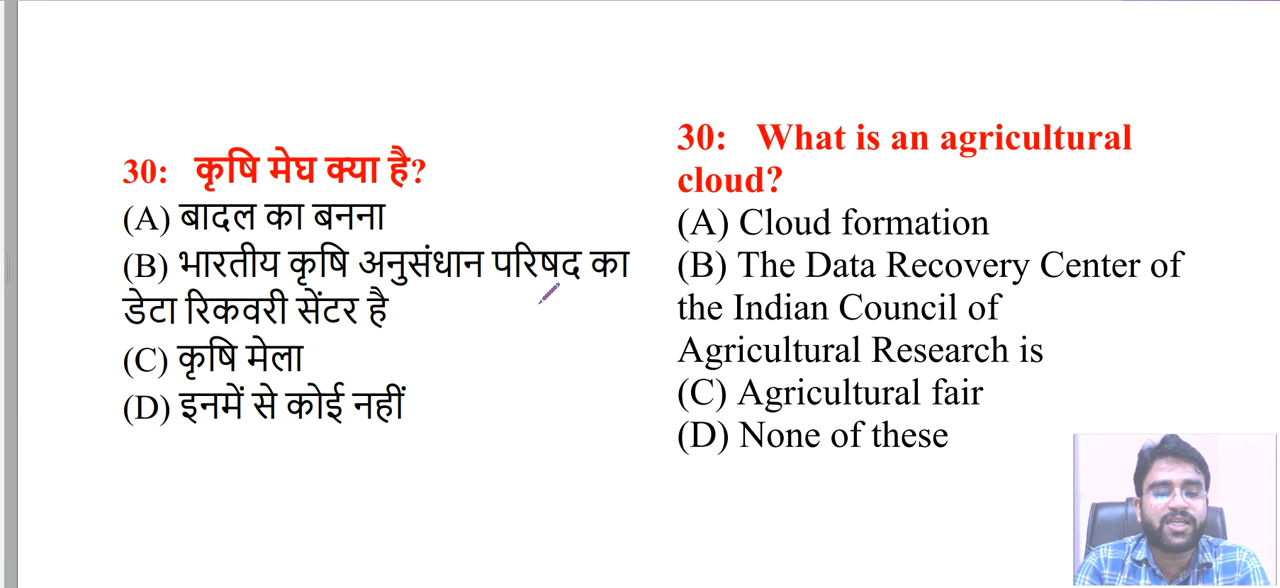 30: कृषि मेघ क्या है?
(A) बादल का बनना
(B) भारतीय कृषि अनुसंधान परिषद का
डेटा रिकवरी सेंटर है
(C) कृषि मेला
(D) इनमें से कोई नहीं
30: What is an agricultural
cloud?
(A) Cloud formation
(B) The Data Recovery Center of
the Indian Council of
Agricultural Research is
(C) Agricultural fair
(D) None of these